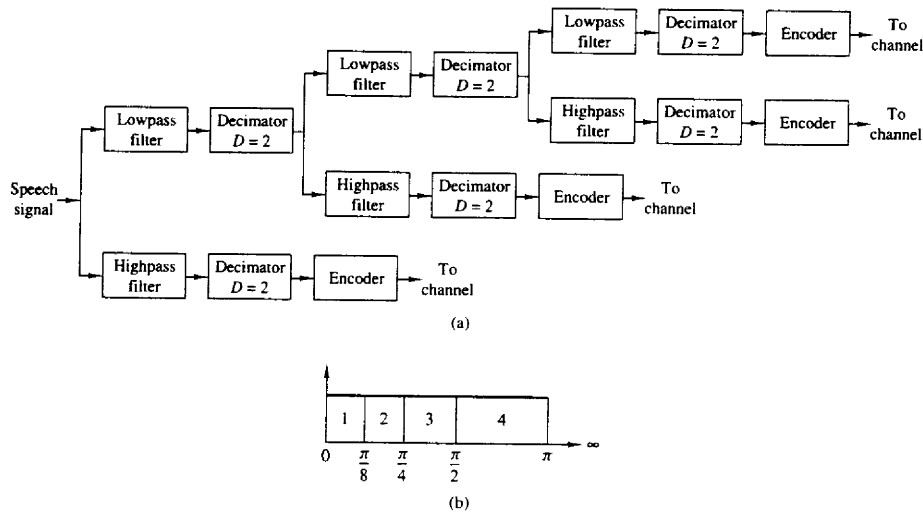 Lowpass
filter
Decimator
D = 2
Encoder
To
channel
Lowpass
filter
Decimator
D = 2
Highpass
filter
Decimator
D = 2
Encoder
To
channel
Lowpass
filter
Decimator
D = 2
Speech
signal
Highpass
filter
Decimator
D = 2
Encoder
To
channel
Highpass
filter
Decimator
D = 2
Encoder
To
channel
(a)
1 2 3 4
0 π/8 π/4 π/2 π ∞
(b)